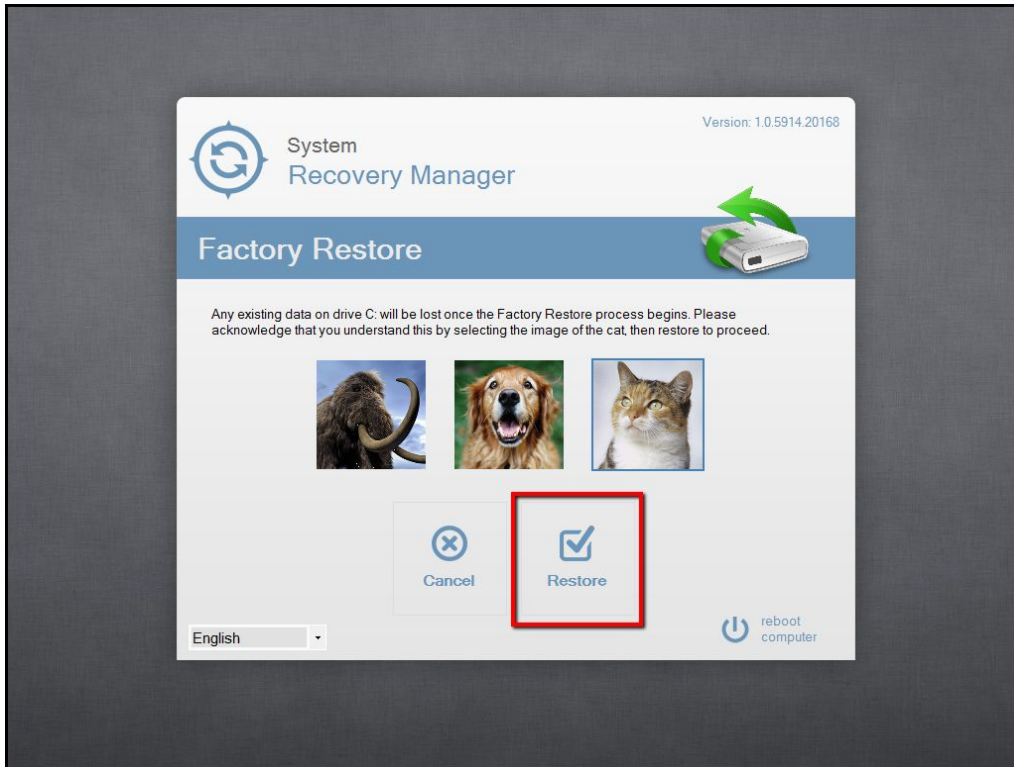 Version: 1.0.5914.20168
System
Recovery Manager
Factory Restore
Any existing data on drive C: will be lost once the Factory Restore process begins. Please
acknowledge that you understand this by selecting the image of the cat, then restore to proceed.
Cancel
Restore
English
reboot
computer